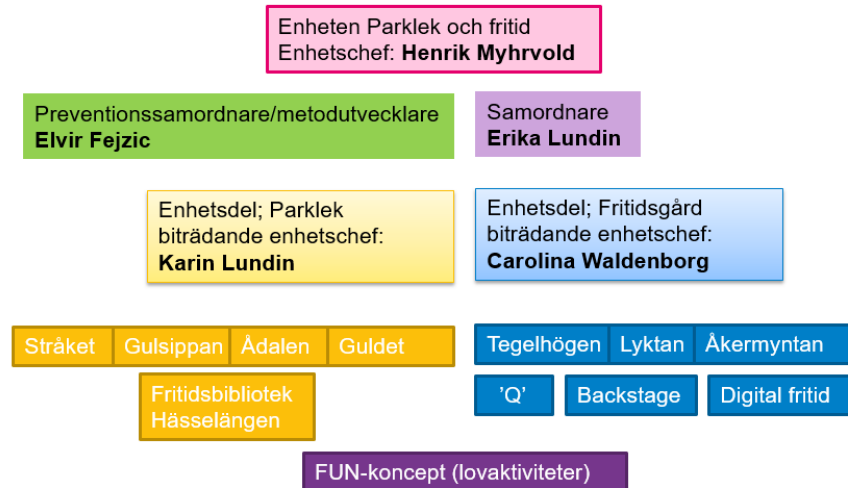 Enheten Parklek och fritid
Enhetschef: Henrik Myhrvold
Preventionssamordnare/metodutvecklare
Elvir Fejzic
Samordnare
Erika Lundin
Enhetsdel; Parklek
biträdande enhetschef:
Karin Lundin
Enhetsdel; Fritidsgård
biträdande enhetschef:
Carolina Waldenborg
Stråket Gulsippan Ådalen Guldet
Tegelhögen Lyktan Åkermyntan
Fritidsbibliotek
Hässelängen
’Q’ Backstage Digital fritid
FUN-koncept (lovaktiviteter)